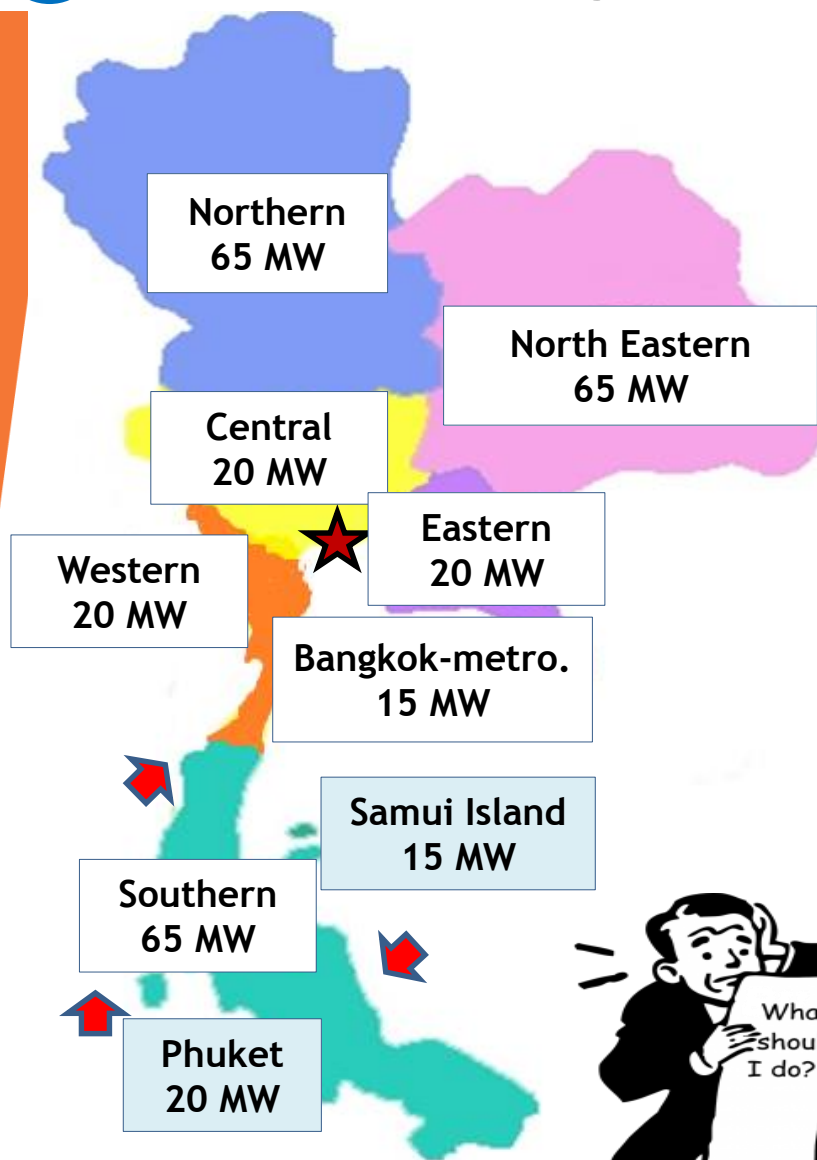 Northern
65 MW
North Eastern
65 MW
Central
20 MW
Eastern
20 MW
Western
20 MW
Bangkok-metro.
15 MW
Samui Island
15 MW
Southern
65 MW
Phuket
20 MW
I do?